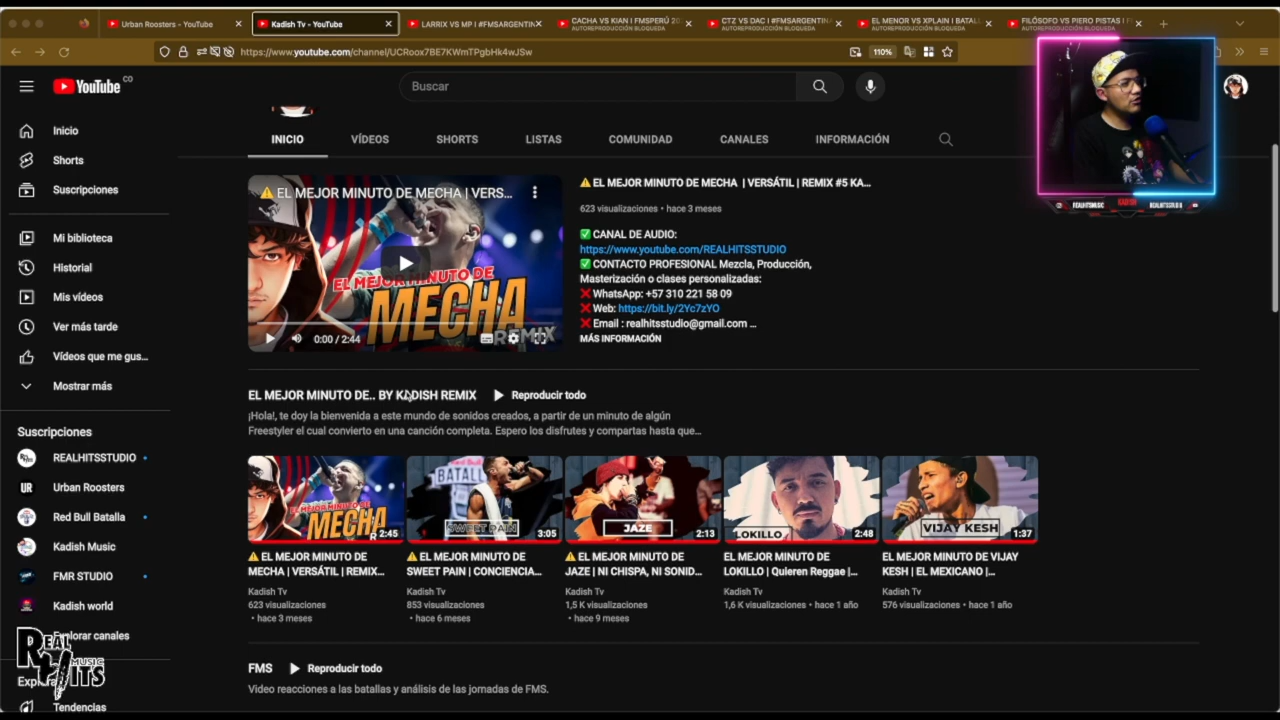 Urban Roosters - YouTube
Kadish Tv - YouTube
LARRIX VS MP | #FMSARGENTIN
CACHA VS KIAN | FMSPERÚ 20
AUTOREPRODUCCIÓN BLOQUEADA
CTZ VS DAC | #FMSARGENTINA
AUTOREPRODUCCIÓN BLOQUEADA
EL MENOR VS XPLAIN | BATALL
AUTOREPRODUCCIÓN BLOQUEADA
FILÓSOFO VS PIERO PISTAS | F
AUTOREPRODUCCIÓN BLOQUEADA
https://www.youtube.com/channel/UCRoox7BE7KWmTPgbHk4wJSw
110%
YouTube CO
Buscar
INICIO
VÍDEOS
SHORTS
LISTAS
COMUNIDAD
CANALES
INFORMACIÓN
REALHITSMUSIC
KADISH
REALHITSSTUDIO
Inicio
Shorts
Suscripciones
Mi biblioteca
Historial
Mis vídeos
Ver más tarde
Vídeos que me gus...
Mostrar más
Suscripciones
REALHITSSTUDIO
Urban Roosters
Red Bull Batalla
Kadish Music
FMR STUDIO
Kadish world
Explorar canales
Tendencias
REAL HITS MUSIC
⚠️EL MEJOR MINUTO DE MECHA | VERS...
EL MEJOR MINUTO DE
MECHA
REMIX
0:00 / 2:44
⚠️EL MEJOR MINUTO DE MECHA | VERSÁTIL | REMIX #5 KA...
623 visualizaciones • hace 3 meses
✅ CANAL DE AUDIO:
https://www.youtube.com/REALHITSSTUDIO
✅ CONTACTO PROFESIONAL Mezcla, Producción,
Masterización o clases personalizadas:
❌ WhatsApp: +57 310 221 58 09
❌ Web: https://bit.ly/2Yc7zYO
❌ Email : realhitsstudio@gmail.com ...
MÁS INFORMACIÓN
EL MEJOR MINUTO DE.. BY KADISH REMIX
Reproducir todo
¡Hola!, te doy la bienvenida a este mundo de sonidos creados, a partir de un minuto de algún
Freestyler el cual convierto en una canción completa. Espero los disfrutes y compartas hasta que...
EL MEJOR MINUTO DE
MECHA
2:45
BATALL
SWEET PAIN
3:05
JAZE
2:13
LOKILLO
2:48
VIJAY KESH
1:37
⚠️EL MEJOR MINUTO DE
MECHA | VERSÁTIL | REMIX...
Kadish Tv
623 visualizaciones
• hace 3 meses
⚠️EL MEJOR MINUTO DE
SWEET PAIN | CONCIENCIA...
Kadish Tv
853 visualizaciones
• hace 6 meses
⚠️EL MEJOR MINUTO DE
JAZE | NI CHISPA, NI SONID...
Kadish Tv
1,5 K visualizaciones
• hace 9 meses
EL MEJOR MINUTO DE
LOKILLO | Quieren Reggae |...
Kadish Tv
1,6 K visualizaciones • hace 1 año
EL MEJOR MINUTO DE VIJAY
KESH | EL MEXICANO |...
Kadish Tv
576 visualizaciones • hace 1 año
FMS
Reproducir todo
Video reacciones a las batallas y análisis de las jornadas de FMS.